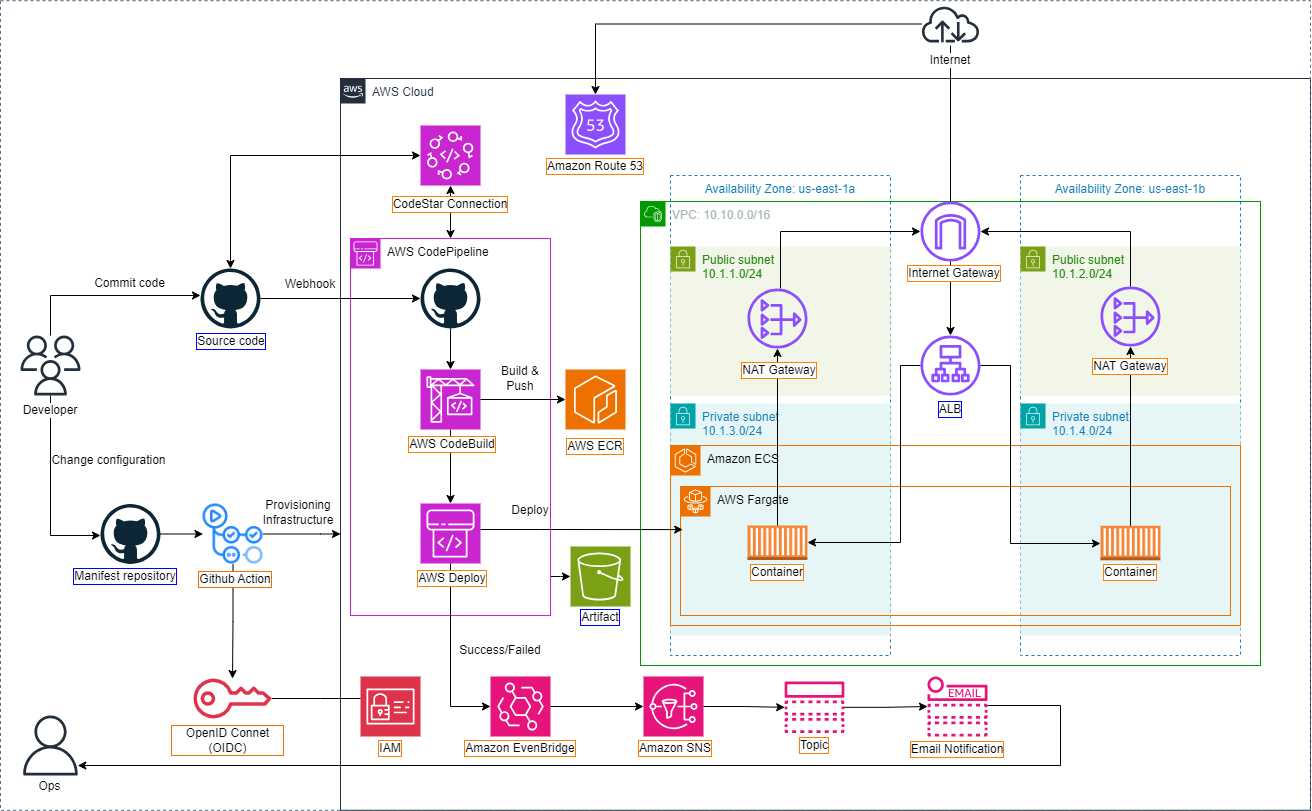 Internet
aws
AWS Cloud
53
Amazon Route 53
CodeStar Connection
Availability Zone: us-east-1a
Availability Zone: us-east-1b
VPC: 10.10.0.0/16
AWS CodePipeline
Public subnet
10.1.1.0/24
Public subnet
10.1.2.0/24
Internet Gateway
Commit code
Webhook
Source code
NAT Gateway
NAT Gateway
Build &
Push
Developer
ALB
Private subnet
10.1.3.0/24
Private subnet
10.1.4.0/24
AWS CodeBuild
AWS ECR
Change configuration
Amazon ECS
AWS Fargate
Provisioning
Infrastructure
Deploy
Manifest repository
Github Action
AWS Deploy
Container
Container
Artifact
Success/Failed
EMAIL
OpenID Connet
(OIDC)
IAM
Amazon EvenBridge
Amazon SNS
Topic
Email Notification
Ops